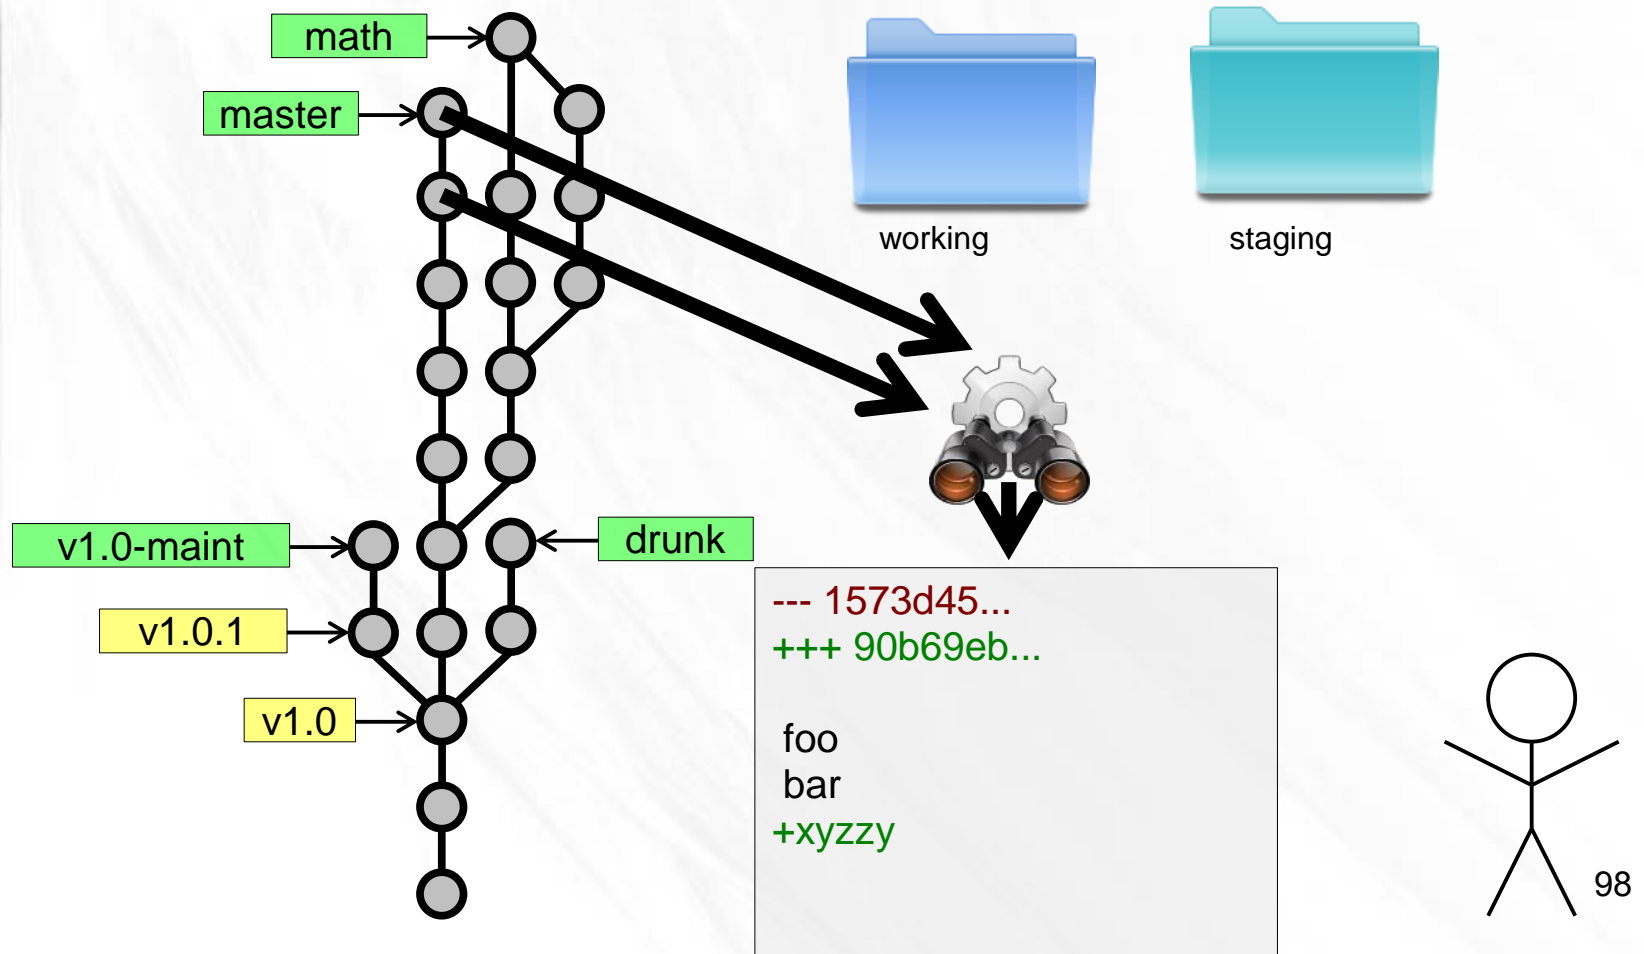 math
master
working
staging
v1.0-maint
drunk
v1.0.1
v1.0
--- 1573d45...
+++ 90b69eb...
foo
bar
+xyzzy
98